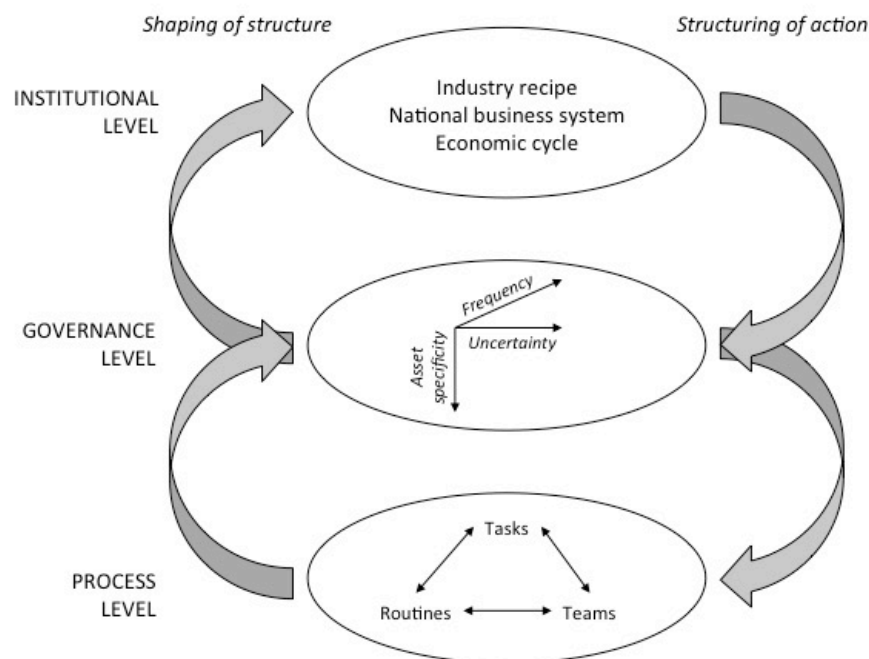 Shaping of structure
Structuring of action
INSTITUTIONAL
LEVEL
Industry recipe
National business system
Economic cycle
GOVERNANCE
LEVEL
Frequency
Uncertainty
Asset
specificity
PROCESS
LEVEL
Tasks
Routines
Teams